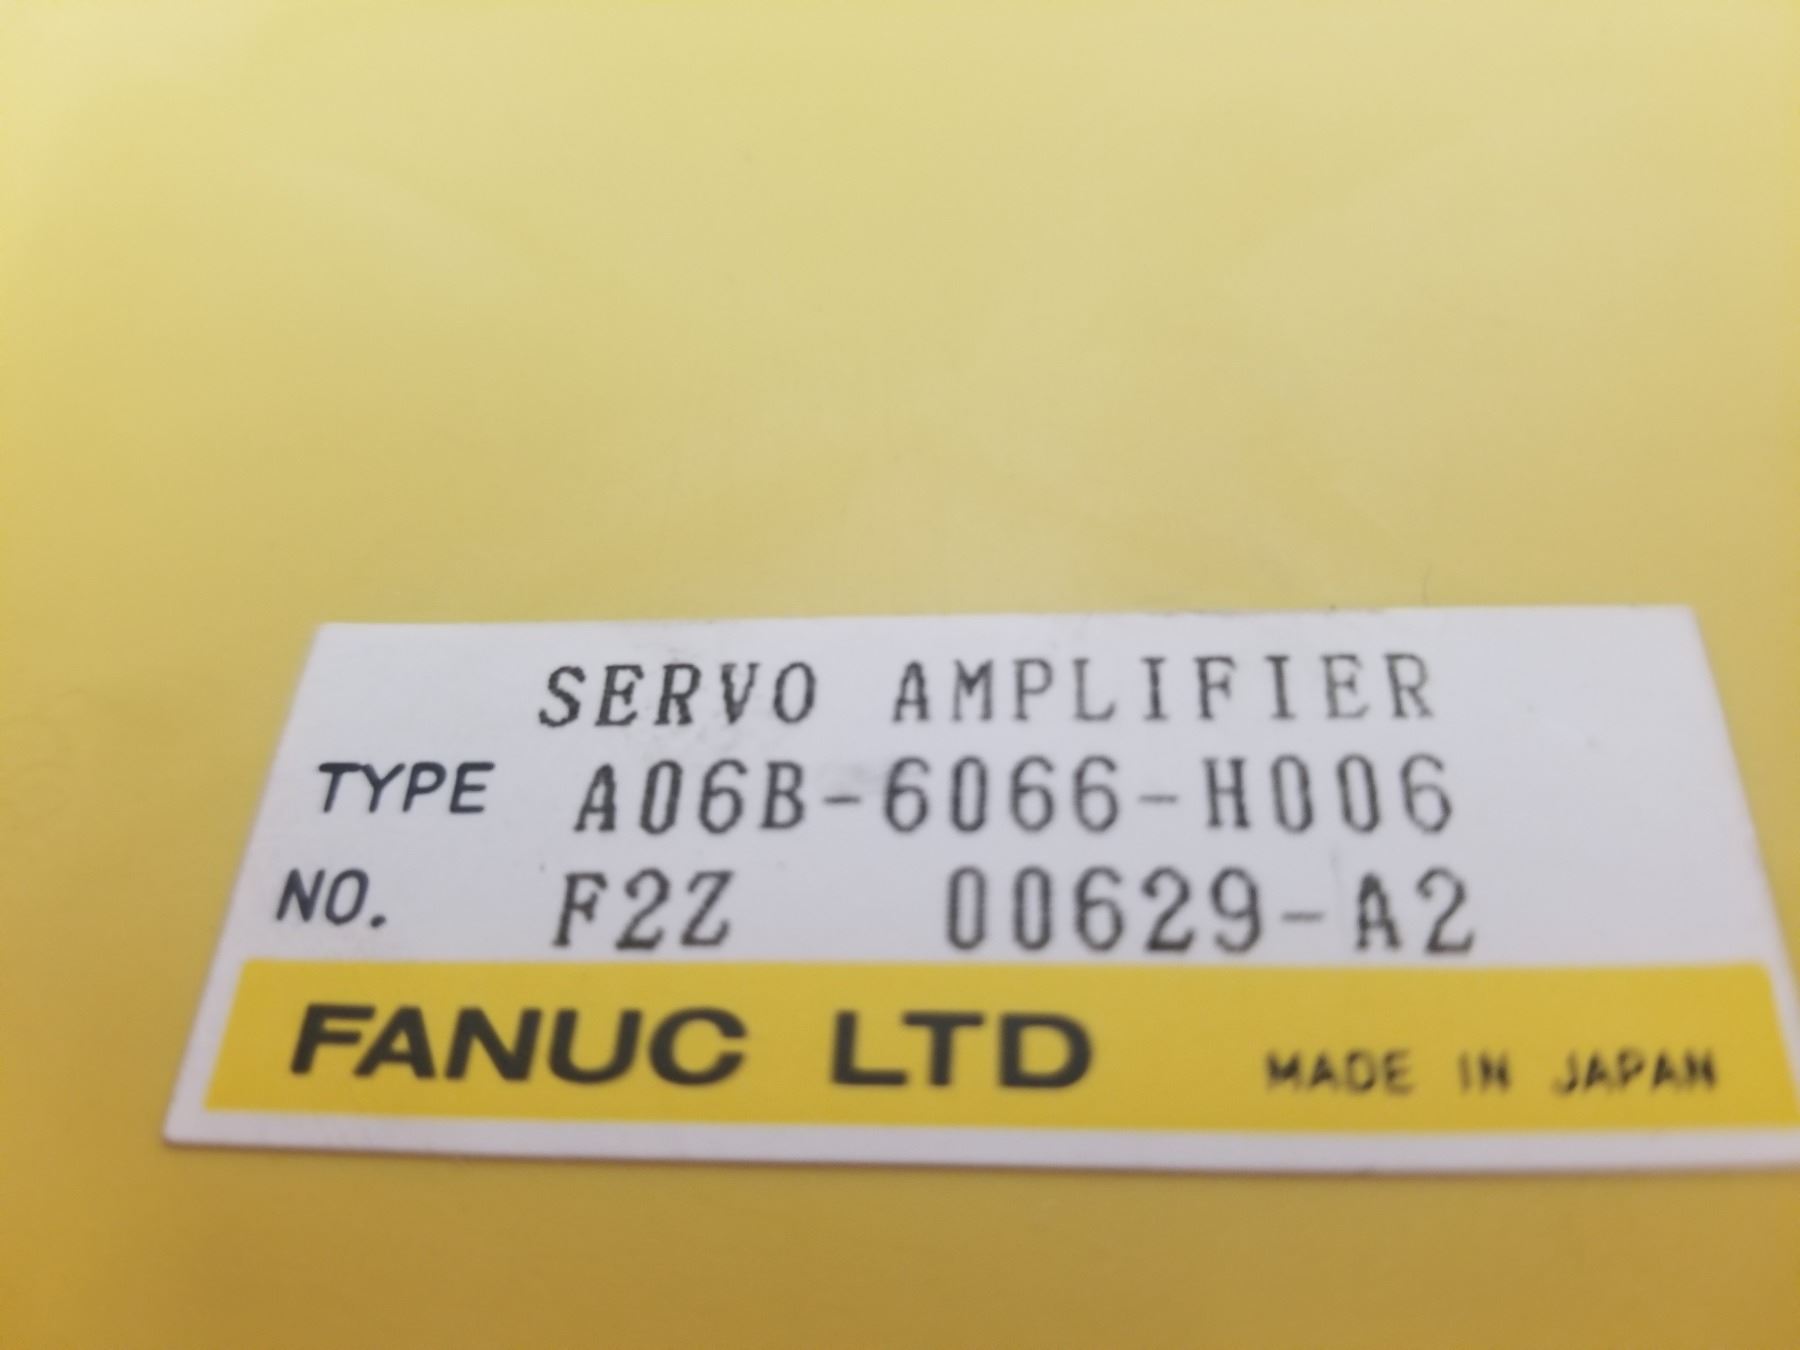 SERVO AMPLIFIER
TYPE A06B-6066-H006
NO. F2Z 00629-A2
FANUC LTD MADE IN JAPAN